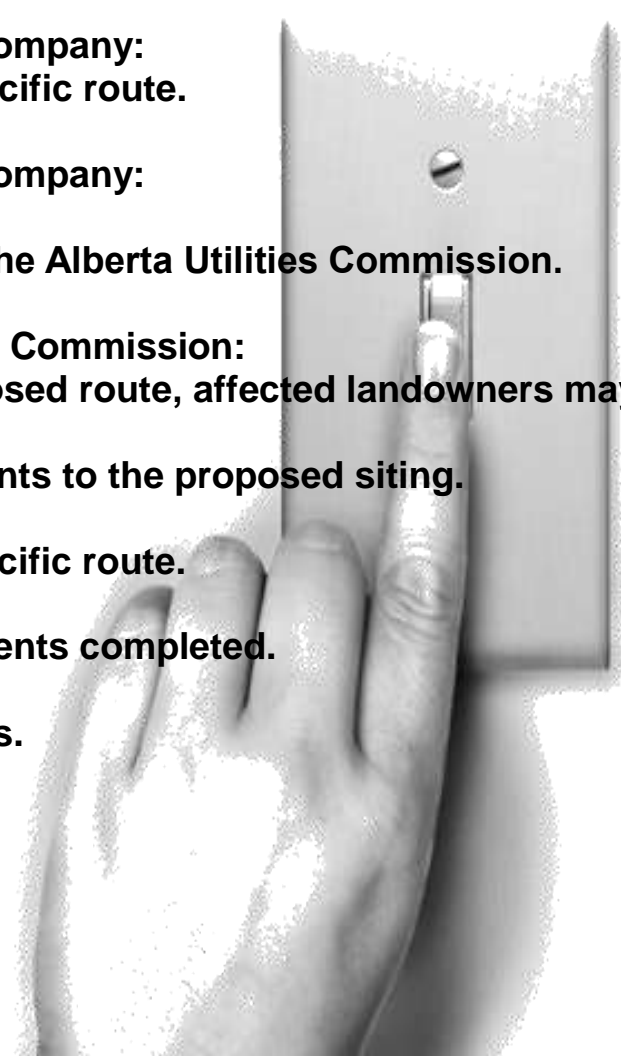 ompany:
cific route.
ompany:
he Alberta Utilities Commission.
Commission:
osed route, affected landowners may
nts to the proposed siting.
cific route.
ents completed.
s.